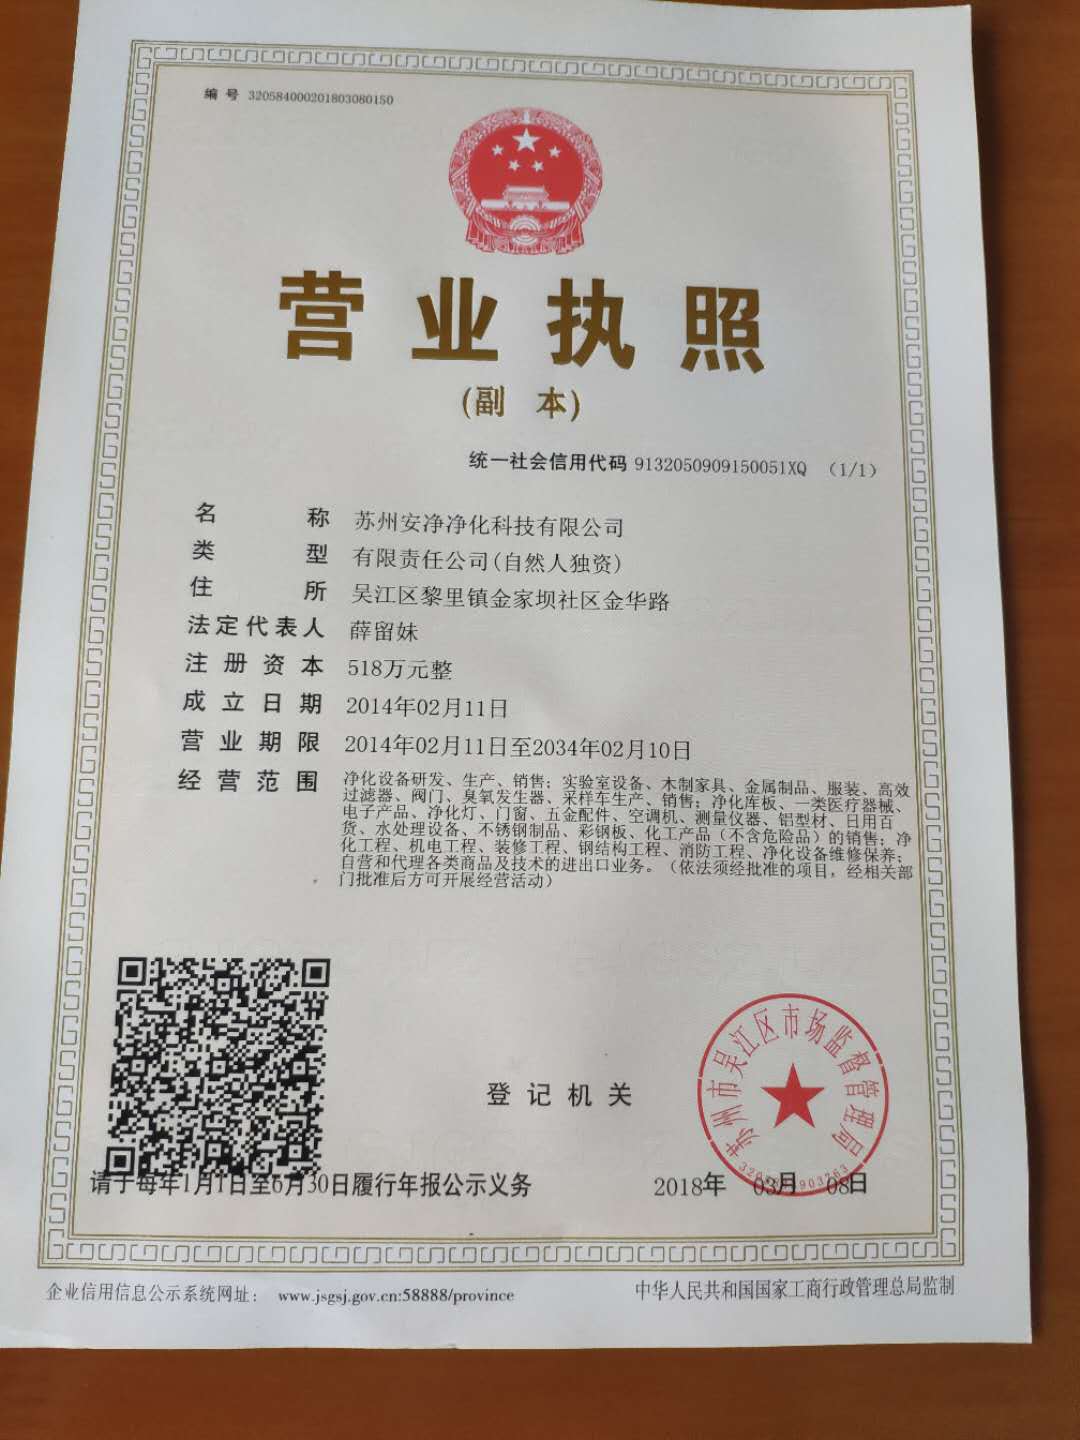 编号 320584000201803080150
营业执照
(副 本)
统一社会信用代码 9132050909150051XQ （1/1）
名称 苏州安净净化科技有限公司
类型 有限责任公司(自然人独资)
住所 吴江区黎里镇金家坝社区金华路
法定代表人 薛留妹
注册资本 518万元整
成立日期 2014年02月11日
营业期限 2014年02月11日至2034年02月10日
经营范围 净化设备研发、生产、销售；实验室设备、木制家具、金属制品、服装、高效
过滤器、阀门、臭氧发生器、采样车生产、销售；净化库板、一类医疗器械、
电子产品、净化灯、门窗、五金配件、空调机、测量仪器、铝型材、日用百
货、水处理设备、不锈钢制品、彩钢板、化工产品（不含危险品）的销售；净
化工程、机电工程、装修工程、钢结构工程、消防工程、净化设备维修保养；
自营和代理各类商品及技术的进出口业务。（依法须经批准的项目，经相关部
门批准后方可开展经营活动）
登记机关
苏州市吴江区市场监督管理局
请于每年1月1日至6月30日履行年报公示义务
2018年 03月 08日
企业信用信息公示系统网址： www.jsgsj.gov.cn:58888/province
中华人民共和国国家工商行政管理总局监制